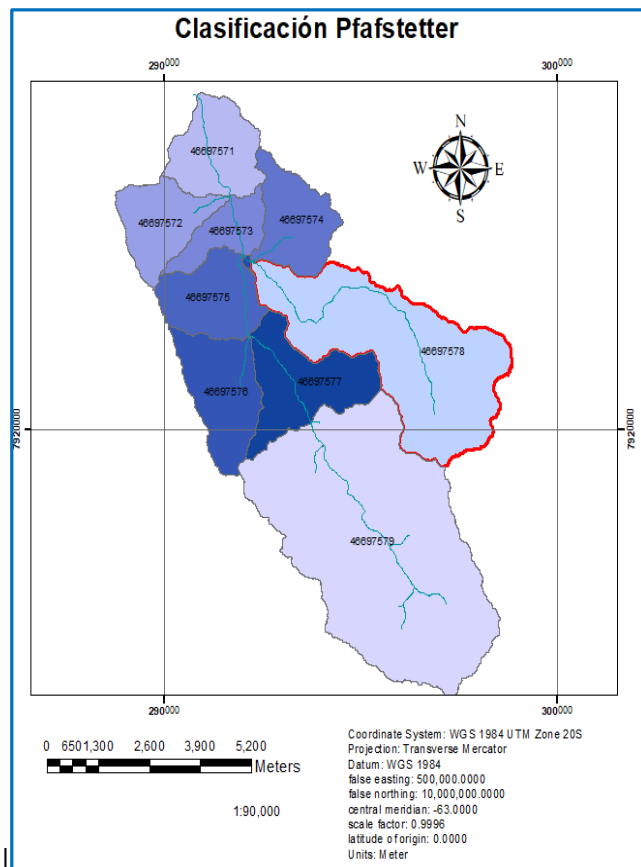 Clasificación Pfafstetter
290000
300000
N
W
E
S
46697571
46697572
46697573
46697574
46697575
46697578
46697576
46697577
7920000
7920000
46697579
290000
300000
0 650 1,300 2,600 3,900 5,200
Meters
1:90,000
Coordinate System: WGS 1984 UTM Zone 20S
Projection: Transverse Mercator
Datum: WGS 1984
false easting: 500,000.0000
false northing: 10,000,000.0000
central meridian: -63.0000
scale factor: 0.9996
latitude of origin: 0.0000
Units: Meter